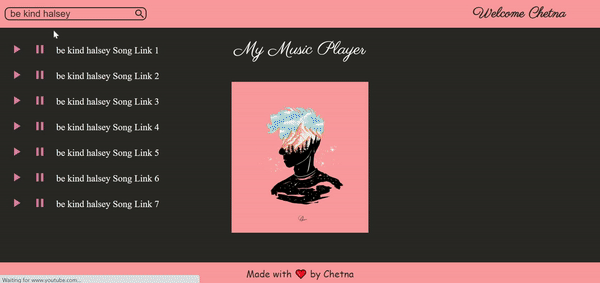 be kind halsey
Welcome Chetna
My Music Player
be kind halsey Song Link 1
be kind halsey Song Link 2
be kind halsey Song Link 3
be kind halsey Song Link 4
be kind halsey Song Link 5
be kind halsey Song Link 6
be kind halsey Song Link 7
Made with ❤ by Chetna
Waiting for www.youtube.com...